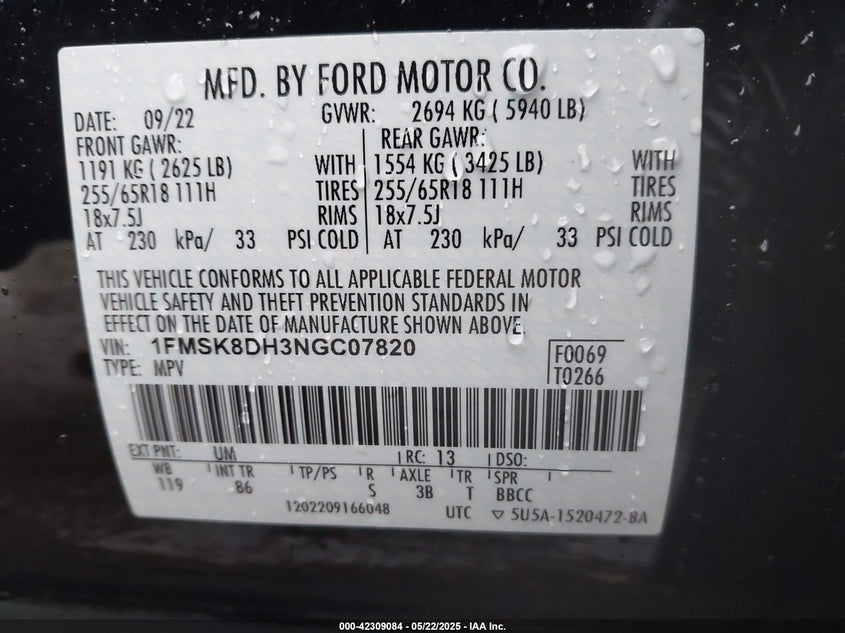 MFD. BY FORD MOTOR CO.
DATE: 09/22 GVWR: 2694 KG ( 5940 LB)
FRONT GAWR: REAR GAWR:
1191 KG ( 2625 LB) WITH 1554 KG ( 3425 LB) WITH
255/65R18 111H TIRES 255/65R18 111H TIRES
18x7.5J RIMS 18x7.5J RIMS
AT 230 kPa/ 33 PSI COLD AT 230 kPa/ 33 PSI COLD
THIS VEHICLE CONFORMS TO ALL APPLICABLE FEDERAL MOTOR
VEHICLE SAFETY AND THEFT PREVENTION STANDARDS IN
EFFECT ON THE DATE OF MANUFACTURE SHOWN ABOVE.
VIN: 1FMSK8DH3NGC07820 F0069
TYPE: MPV T0266
EXT PNT: UM RC: 13 DSO:
WB INT TR TP/PS R AXLE TR SPR
119 86 S 3B T BBCC
1202209166048 UTC ▽ 5U5A-1520472-BA
000-42309084 - 05/22/2025 - IAA Inc.